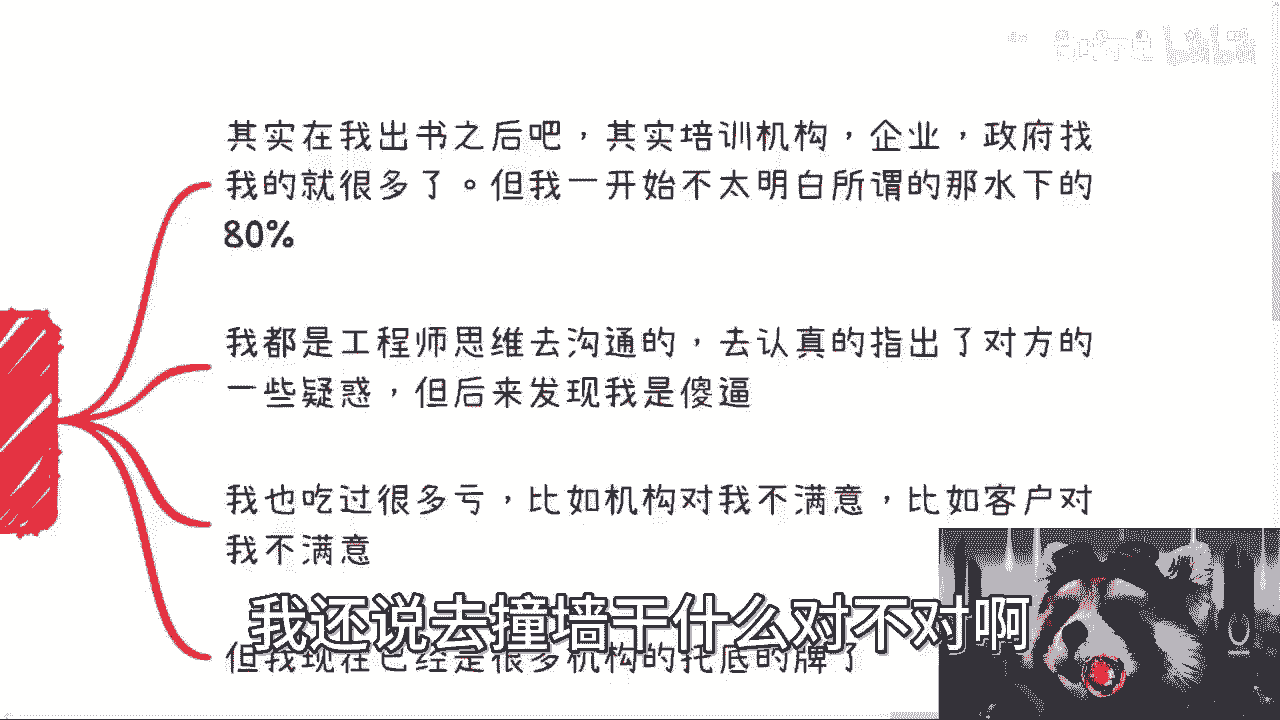 其实在我出书之后吧，其实培训机构，企业，政府找
我的就很多了。但我一开始不太明白所谓的那水下的
80%
我都是工程师思维去沟通的，去认真的指出了对方的
一些疑惑，但后来发现我是傻逼
我也吃过很多亏，比如机构对我不满意，比如客户对
我不满意
我还说去撞墙干什么对不对啊
但我现在已经是很多机构的托底的牌了